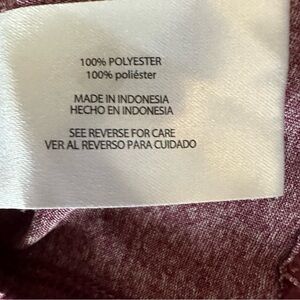 100% POLYESTER
100% poliéster
MADE IN INDONESIA
HECHO EN INDONESIA
SEE REVERSE FOR CARE
VER AL REVERSO PARA CUIDADO